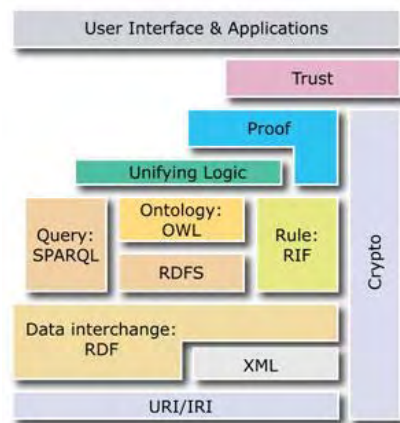 User Interface & Applications
Trust
Proof
Unifying Logic
Ontology:
OWL
Query:
SPARQL
Rule:
RIF
RDFS
Crypto
Data interchange:
RDF
XML
URI/IRI